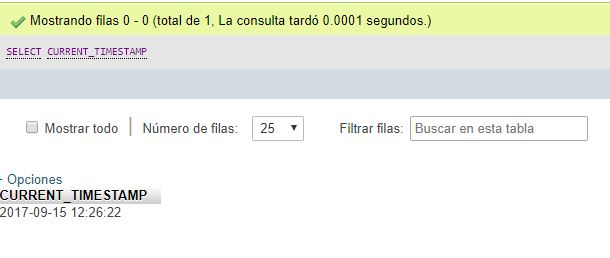 Mostrando filas 0 - 0 (total de 1, La consulta tardó 0.0001 segundos.)
SELECT CURRENT_TIMESTAMP
Mostrar todo | Número de filas: 25 Filtrar filas: Buscar en esta tabla
+ Opciones
CURRENT_TIMESTAMP
2017-09-15 12:26:22